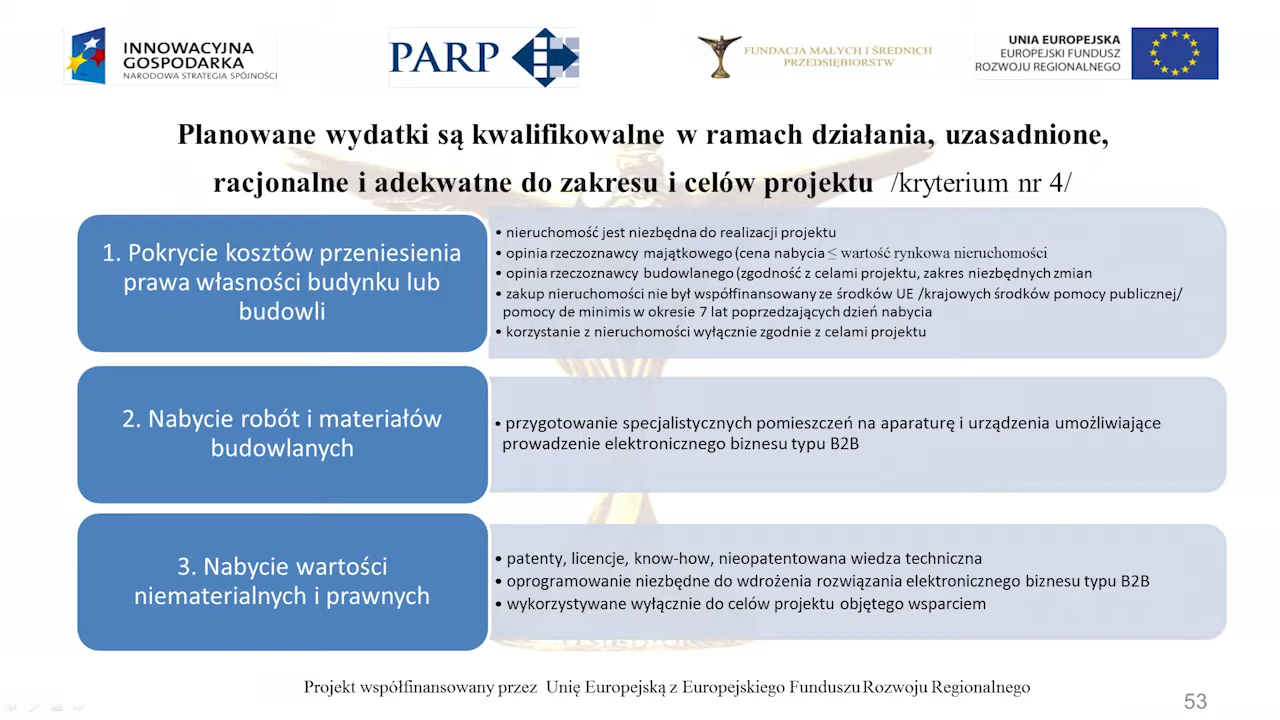 INNOWACYJNA
GOSPODARKA
NARODOWA STRATEGIA SPÓJNOŚCI
PARP
FUNDACJA MAŁYCH I ŚREDNICH
PRZEDSIĘBIORSTW
UNIA EUROPEJSKA
EUROPEJSKI FUNDUSZ
ROZWOJU REGIONALNEGO
Planowane wydatki są kwalifikowalne w ramach działania, uzasadnione,
racjonalne i adekwatne do zakresu i celów projektu /kryterium nr 4/
1. Pokrycie kosztów przeniesienia
prawa własności budynku lub
budowli
• nieruchomość jest niezbędna do realizacji projektu
• opinia rzeczoznawcy majątkowego (cena nabycia ≤ wartość rynkowa nieruchomości
• opinia rzeczoznawcy budowlanego (zgodność z celami projektu, zakres niezbędnych zmian
• zakup nieruchomości nie był współfinansowany ze środków UE /krajowych środków pomocy publicznej/
pomocy de minimis w okresie 7 lat poprzedzających dzień nabycia
• korzystanie z nieruchomości wyłącznie zgodnie z celami projektu
2. Nabycie robót i materiałów
budowlanych
• przygotowanie specjalistycznych pomieszczeń na aparaturę i urządzenia umożliwiające
prowadzenie elektronicznego biznesu typu B2B
3. Nabycie wartości
niematerialnych i prawnych
• patenty, licencje, know-how, nieopatentowana wiedza techniczna
• oprogramowanie niezbędne do wdrożenia rozwiązania elektronicznego biznesu typu B2B
• wykorzystywane wyłącznie do celów projektu objętego wsparciem
Projekt współfinansowany przez Unię Europejską z Europejskiego Funduszu Rozwoju Regionalnego
53